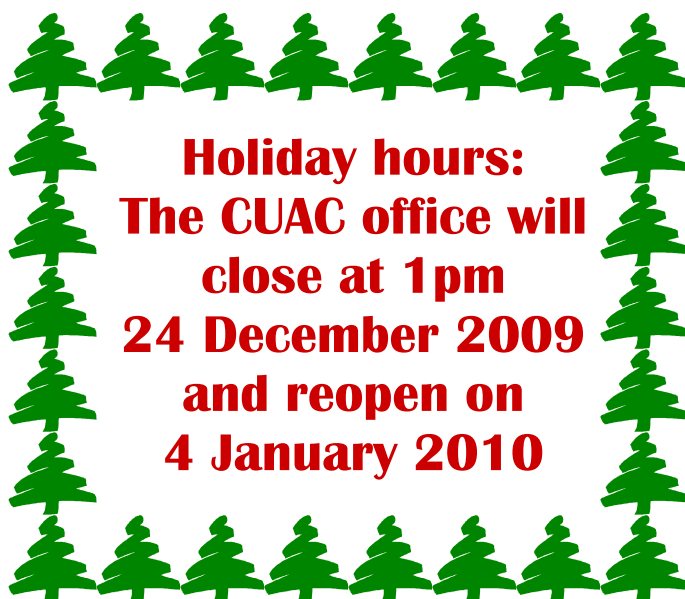 Holiday hours:
The CUAC office will
close at 1pm
24 December 2009
and reopen on
4 January 2010